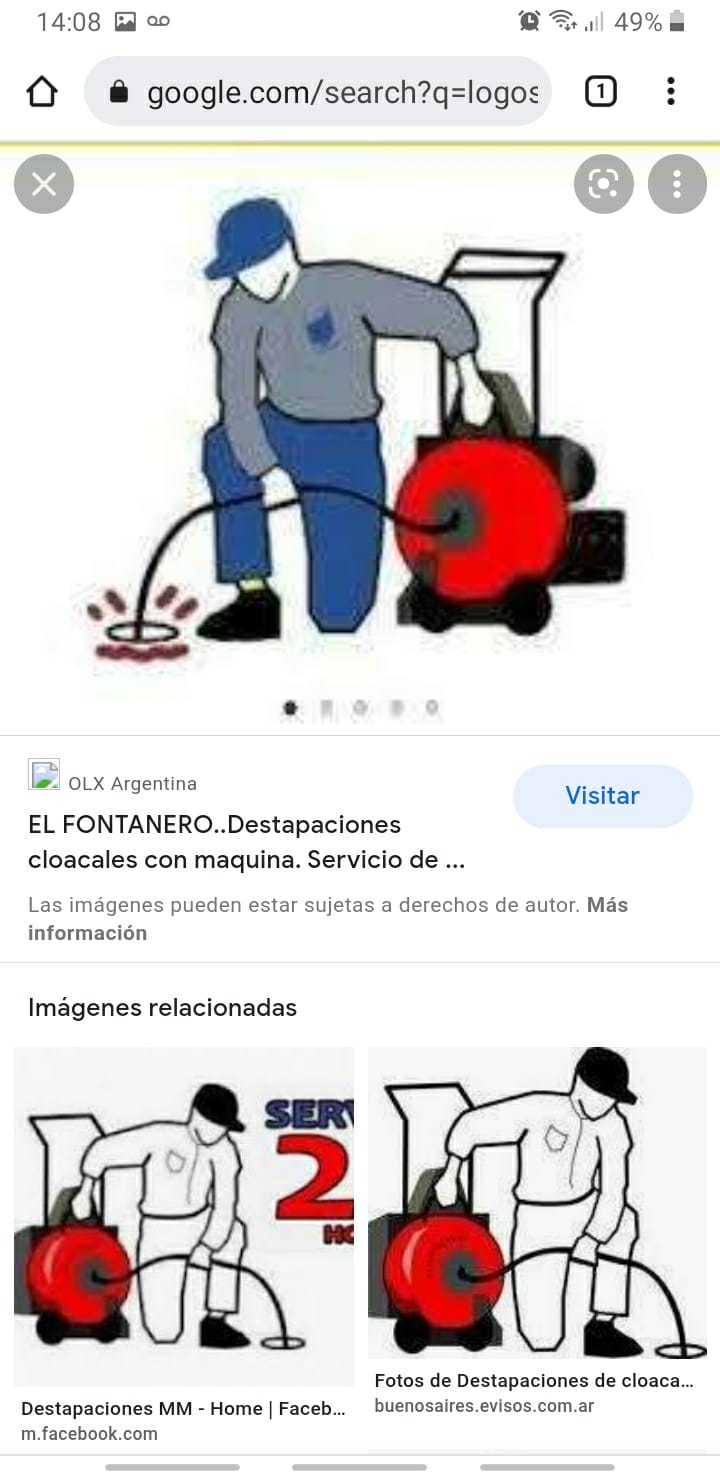 14:08
49%
google.com/search?q=logos
1
OLX Argentina
Visitar
EL FONTANERO..Destapaciones
cloacales con maquina. Servicio de ...
Las imágenes pueden estar sujetas a derechos de autor. Más
información
Imágenes relacionadas
SERV
2
HO
Destapaciones MM - Home | Faceb...
m.facebook.com
Fotos de Destapaciones de cloaca...
buenosaires.evisos.com.ar